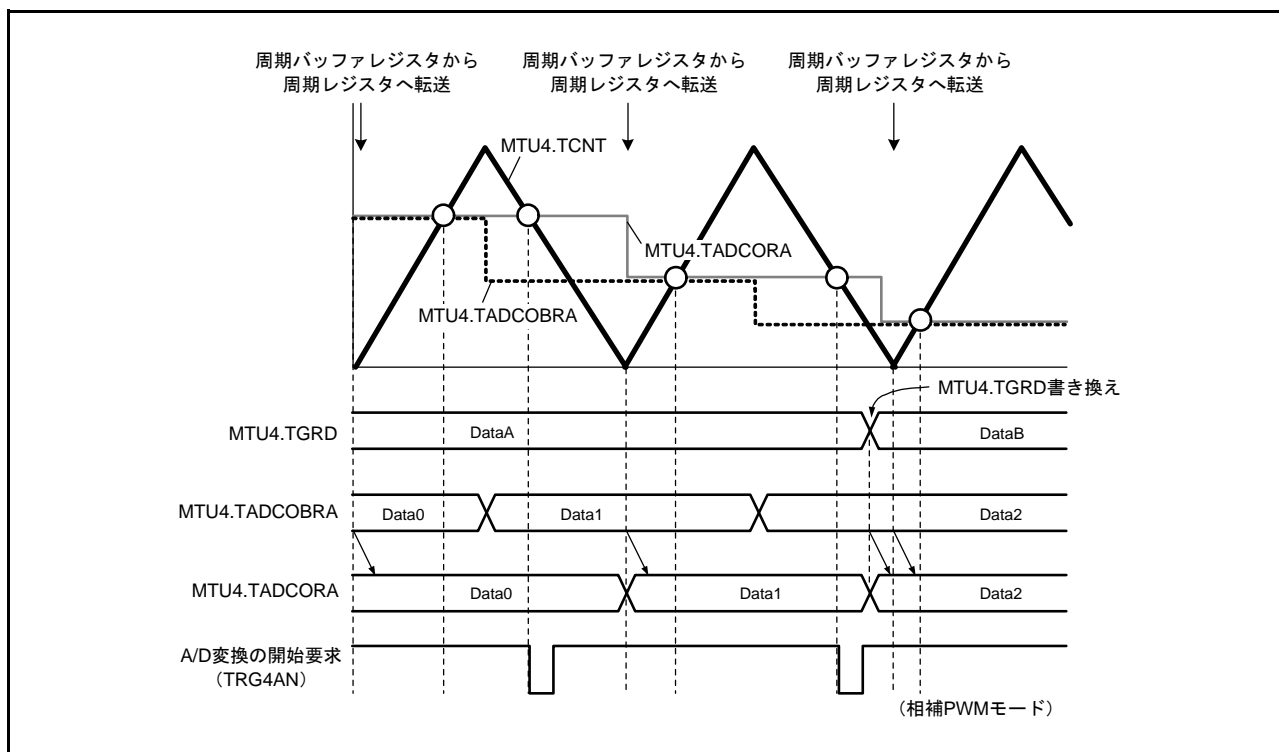 周期バッファレジスタから
周期レジスタへ転送
周期バッファレジスタから
周期レジスタへ転送
周期バッファレジスタから
周期レジスタへ転送
MTU4.TCNT
MTU4.TADCORA
MTU4.TADCOBRA
MTU4.TGRD書き換え
MTU4.TGRD
DataA
DataB
MTU4.TADCOBRA
Data0
Data1
Data2
MTU4.TADCORA
Data0
Data1
Data2
A/D変換の開始要求
（TRG4AN）
（相補PWMモード）